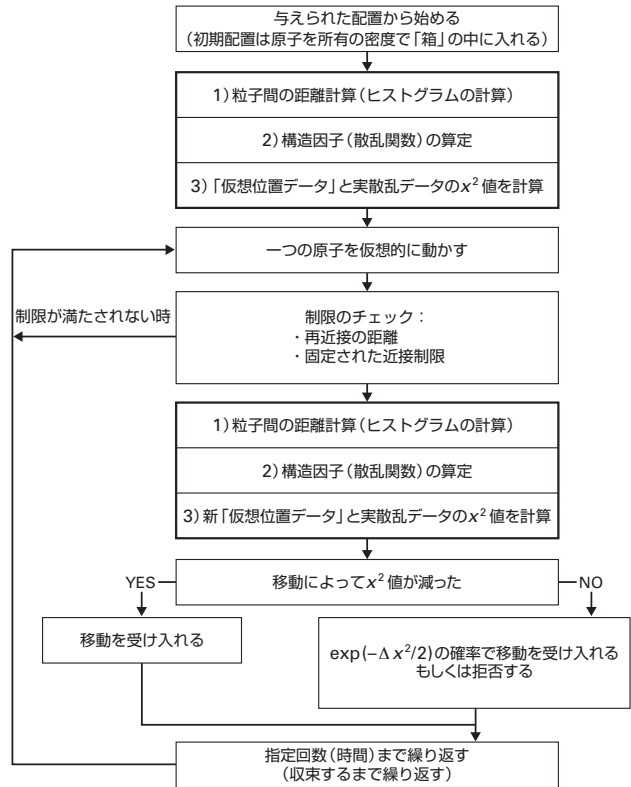 与えられた配置から始める
(初期配置は原子を所有の密度で「箱」の中に入れる)
1)粒子間の距離計算(ヒストグラムの計算)
2)構造因子(散乱関数)の算定
3)「仮想位置データ」と実散乱データのx²値を計算
一つの原子を仮想的に動かす
制限が満たされない時
制限のチェック：
・再近接の距離
・固定された近接制限
1)粒子間の距離計算(ヒストグラムの計算)
2)構造因子(散乱関数)の算定
3)新「仮想位置データ」と実散乱データのx²値を計算
YES
移動によってx²値が減った
NO
移動を受け入れる
exp(−Δx²/2)の確率で移動を受け入れる
もしくは拒否する
指定回数(時間)まで繰り返す
(収束するまで繰り返す)